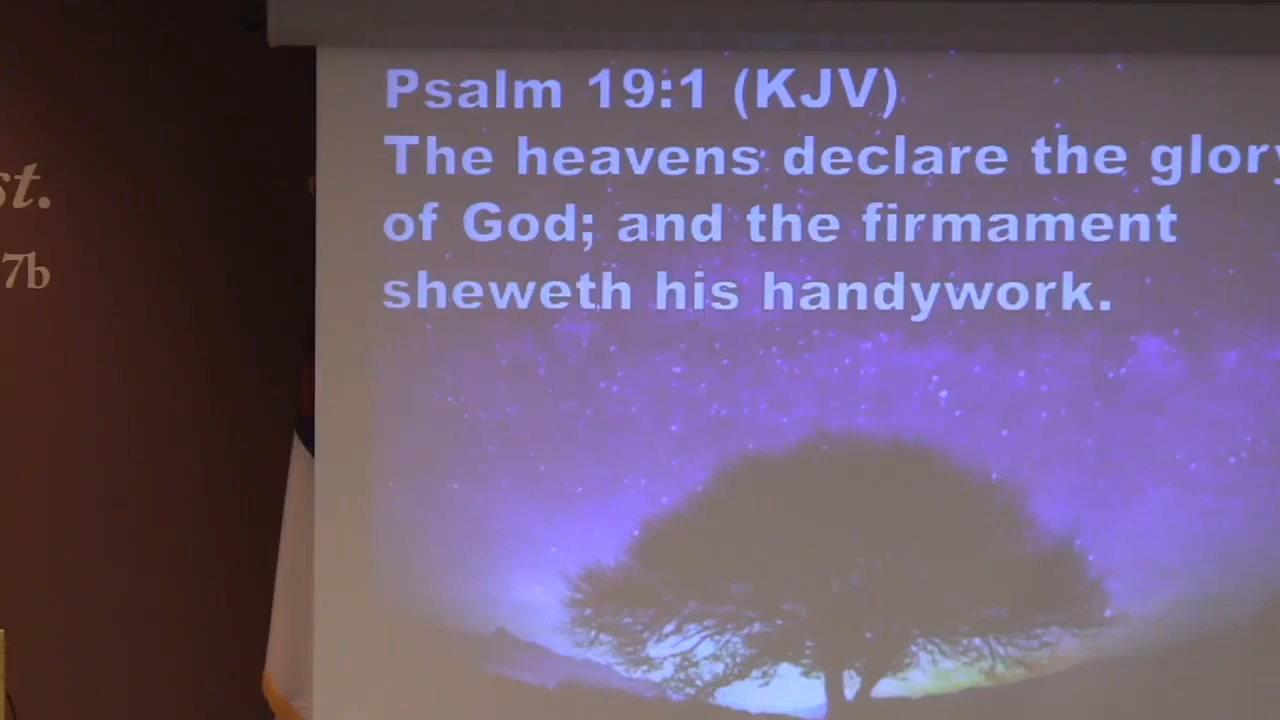 st.
7b
Psalm 19:1 (KJV)
The heavens declare the glory
of God; and the firmament
sheweth his handywork.